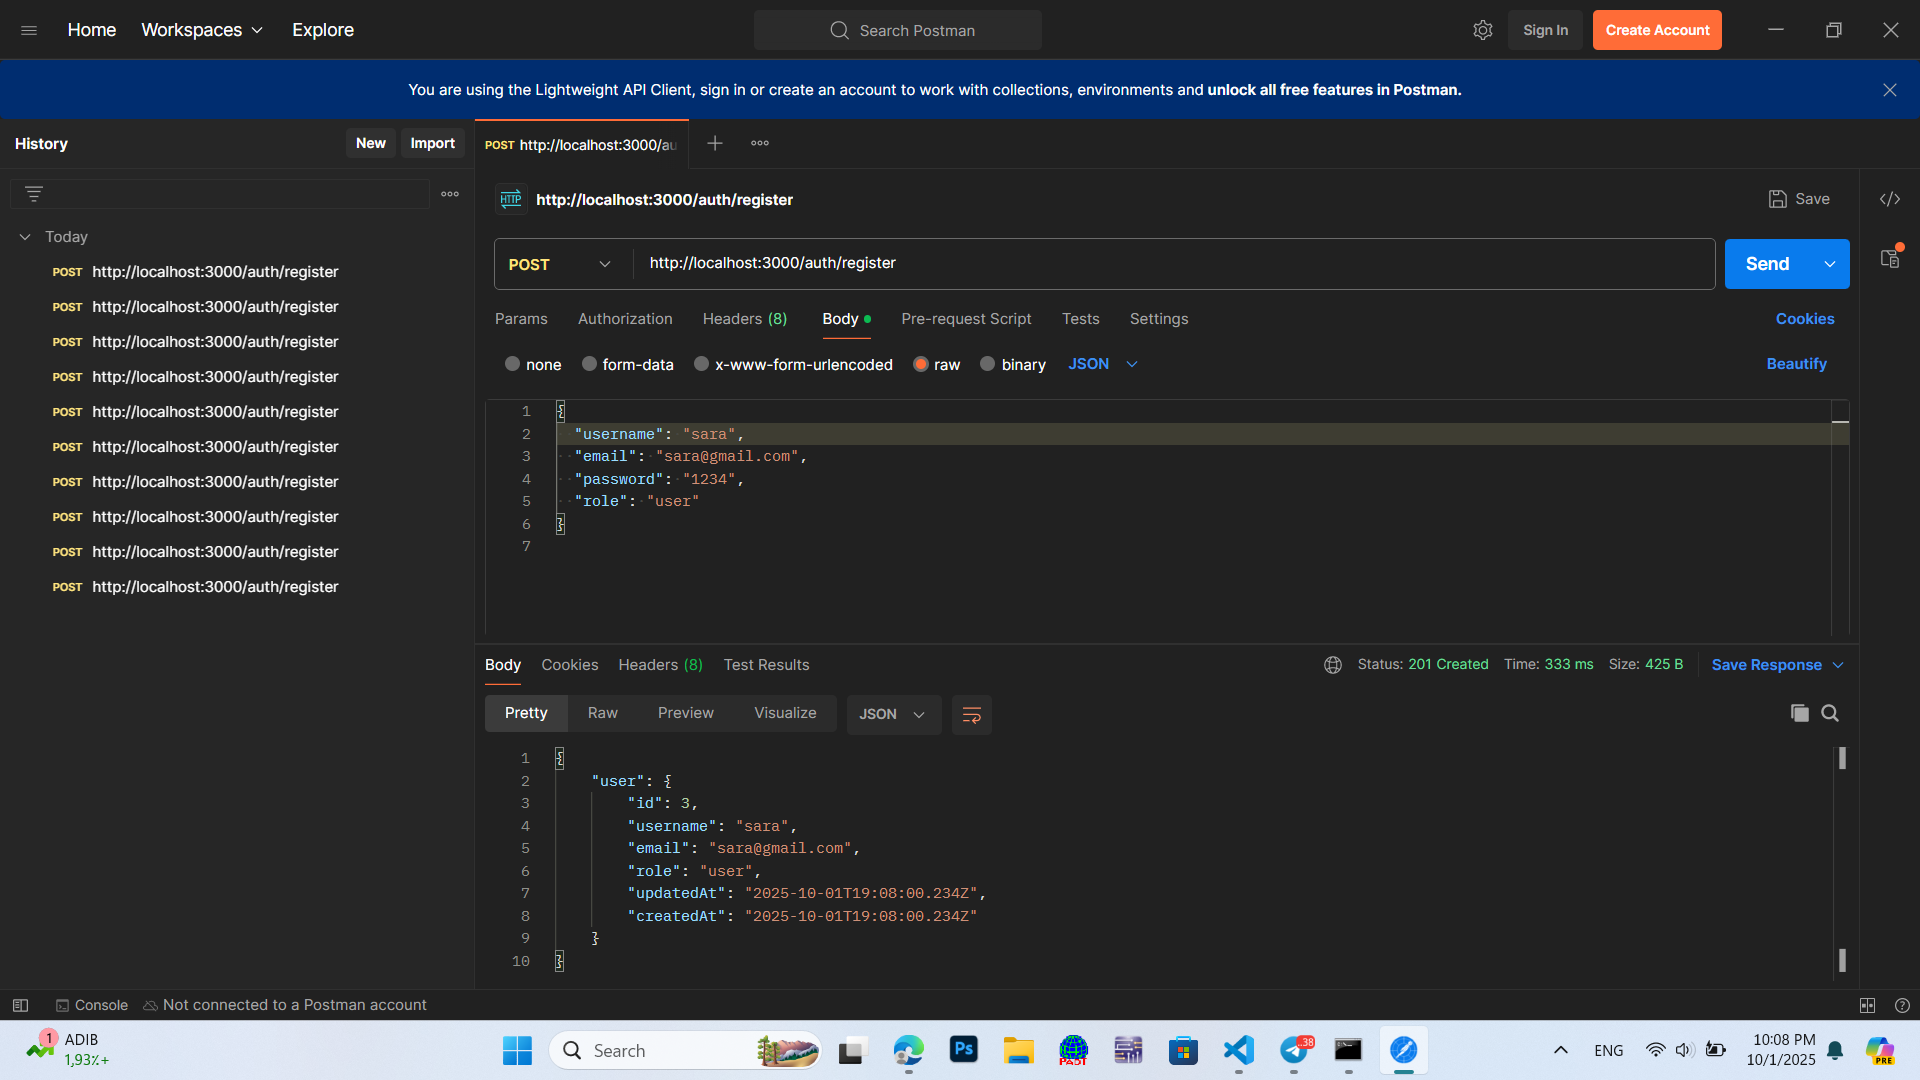 Home
Workspaces
Explore
Search Postman
Sign In
Create Account
You are using the Lightweight API Client, sign in or create an account to work with collections, environments and unlock all free features in Postman.
History
New
Import
POST http://localhost:3000/au
HTTP
http://localhost:3000/auth/register
Save
Today
POST http://localhost:3000/auth/register
POST http://localhost:3000/auth/register
POST http://localhost:3000/auth/register
POST http://localhost:3000/auth/register
POST http://localhost:3000/auth/register
POST http://localhost:3000/auth/register
POST http://localhost:3000/auth/register
POST http://localhost:3000/auth/register
POST http://localhost:3000/auth/register
POST http://localhost:3000/auth/register
POST
http://localhost:3000/auth/register
Send
Params
Authorization
Headers (8)
Body
Pre-request Script
Tests
Settings
Cookies
none
form-data
x-www-form-urlencoded
raw
binary
JSON
Beautify
1 {
2 "username": "sara",
3 "email": "sara@gmail.com",
4 "password": "1234",
5 "role": "user"
6 }
7
Body
Cookies
Headers (8)
Test Results
Status: 201 Created
Time: 333 ms
Size: 425 B
Save Response
Pretty
Raw
Preview
Visualize
JSON
1 {
2 "user": {
3 "id": 3,
4 "username": "sara",
5 "email": "sara@gmail.com",
6 "role": "user",
7 "updatedAt": "2025-10-01T19:08:00.234Z",
8 "createdAt": "2025-10-01T19:08:00.234Z"
9 }
10 }
Console
Not connected to a Postman account
1
ADIB
1,93٪+
Search
Ps
PADT
.38
ENG
10:08 PM
10/1/2025
PRE